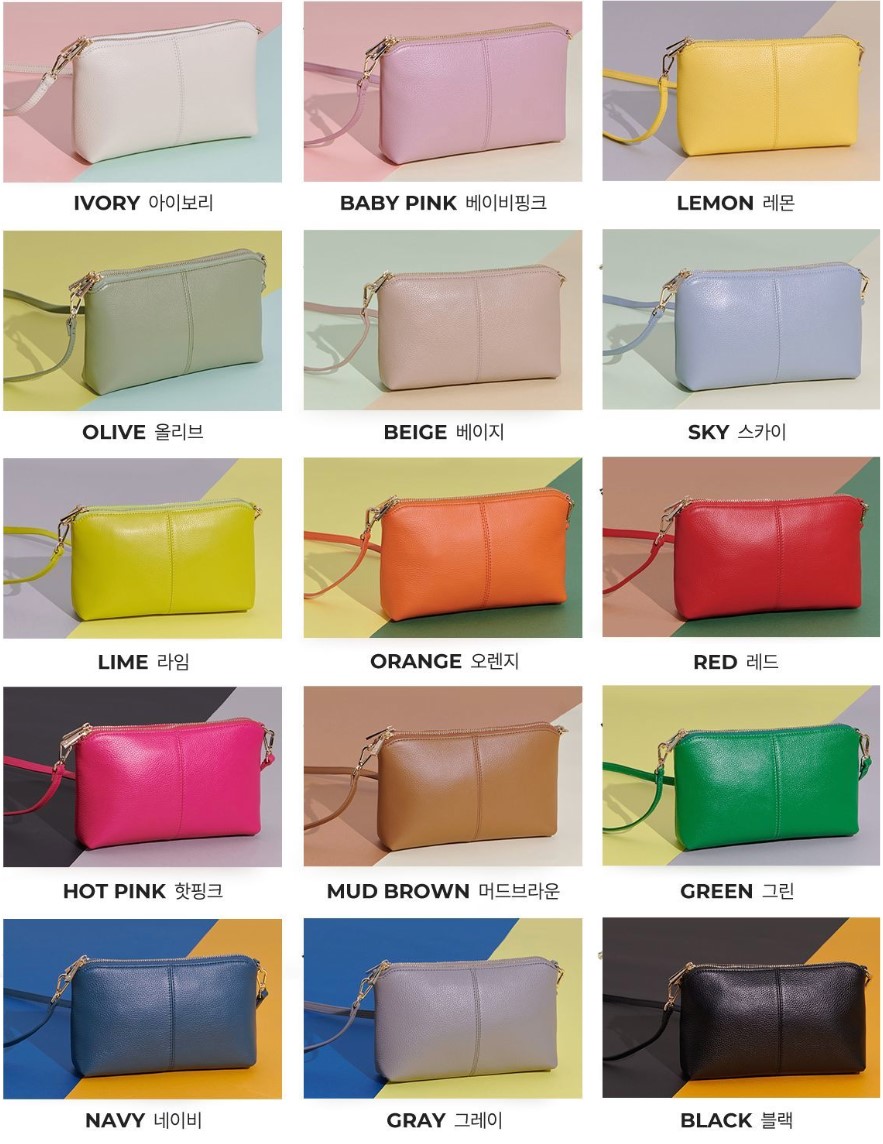 IVORY 아이보리
BABY PINK 베이비핑크
LEMON 레몬
OLIVE 올리브
BEIGE 베이지
SKY 스카이
LIME 라임
ORANGE 오렌지
RED 레드
HOT PINK 핫핑크
MUD BROWN 머드브라운
GREEN 그린
NAVY 네이비
GRAY 그레이
BLACK 블랙